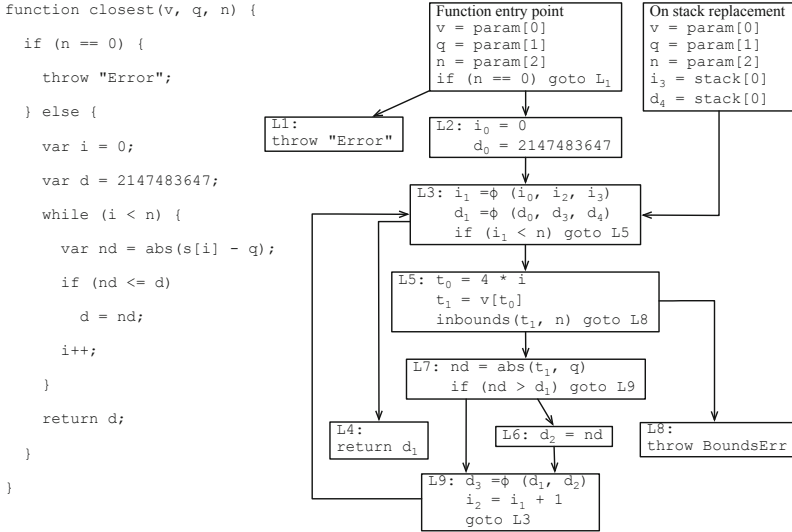 function closest(v, q, n) {
if (n == 0) {
throw "Error";
} else {
var i = 0;
var d = 2147483647;
while (i < n) {
var nd = abs(s[i] - q);
if (nd <= d)
d = nd;
i++;
}
return d;
}
}
Function entry point
v = param[0]
q = param[1]
n = param[2]
if (n == 0) goto L₁
On stack replacement
v = param[0]
q = param[1]
n = param[2]
i₃ = stack[0]
d₄ = stack[0]
L1:
throw "Error"
L2: i₀ = 0
d₀ = 2147483647
L3: i₁ =ϕ (i₀, i₂, i₃)
d₁ =ϕ (d₀, d₃, d₄)
if (i₁ < n) goto L5
L5: t₀ = 4 * i
t₁ = v[t₀]
inbounds(t₁, n) goto L8
L7: nd = abs(t₁, q)
if (nd > d₁) goto L9
L4:
return d₁
L6: d₂ = nd
L8:
throw BoundsErr
L9: d₃ =ϕ (d₁, d₂)
i₂ = i₁ + 1
goto L3